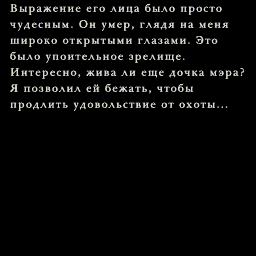 Выражение его лица было просто
чудесным. Он умер, глядя на меня
широко открытыми глазами. Это
было упоительное зрелище.
Интересно, жива ли еще дочка мэра?
Я позволил ей бежать, чтобы
продлить удовольствие от охоты...